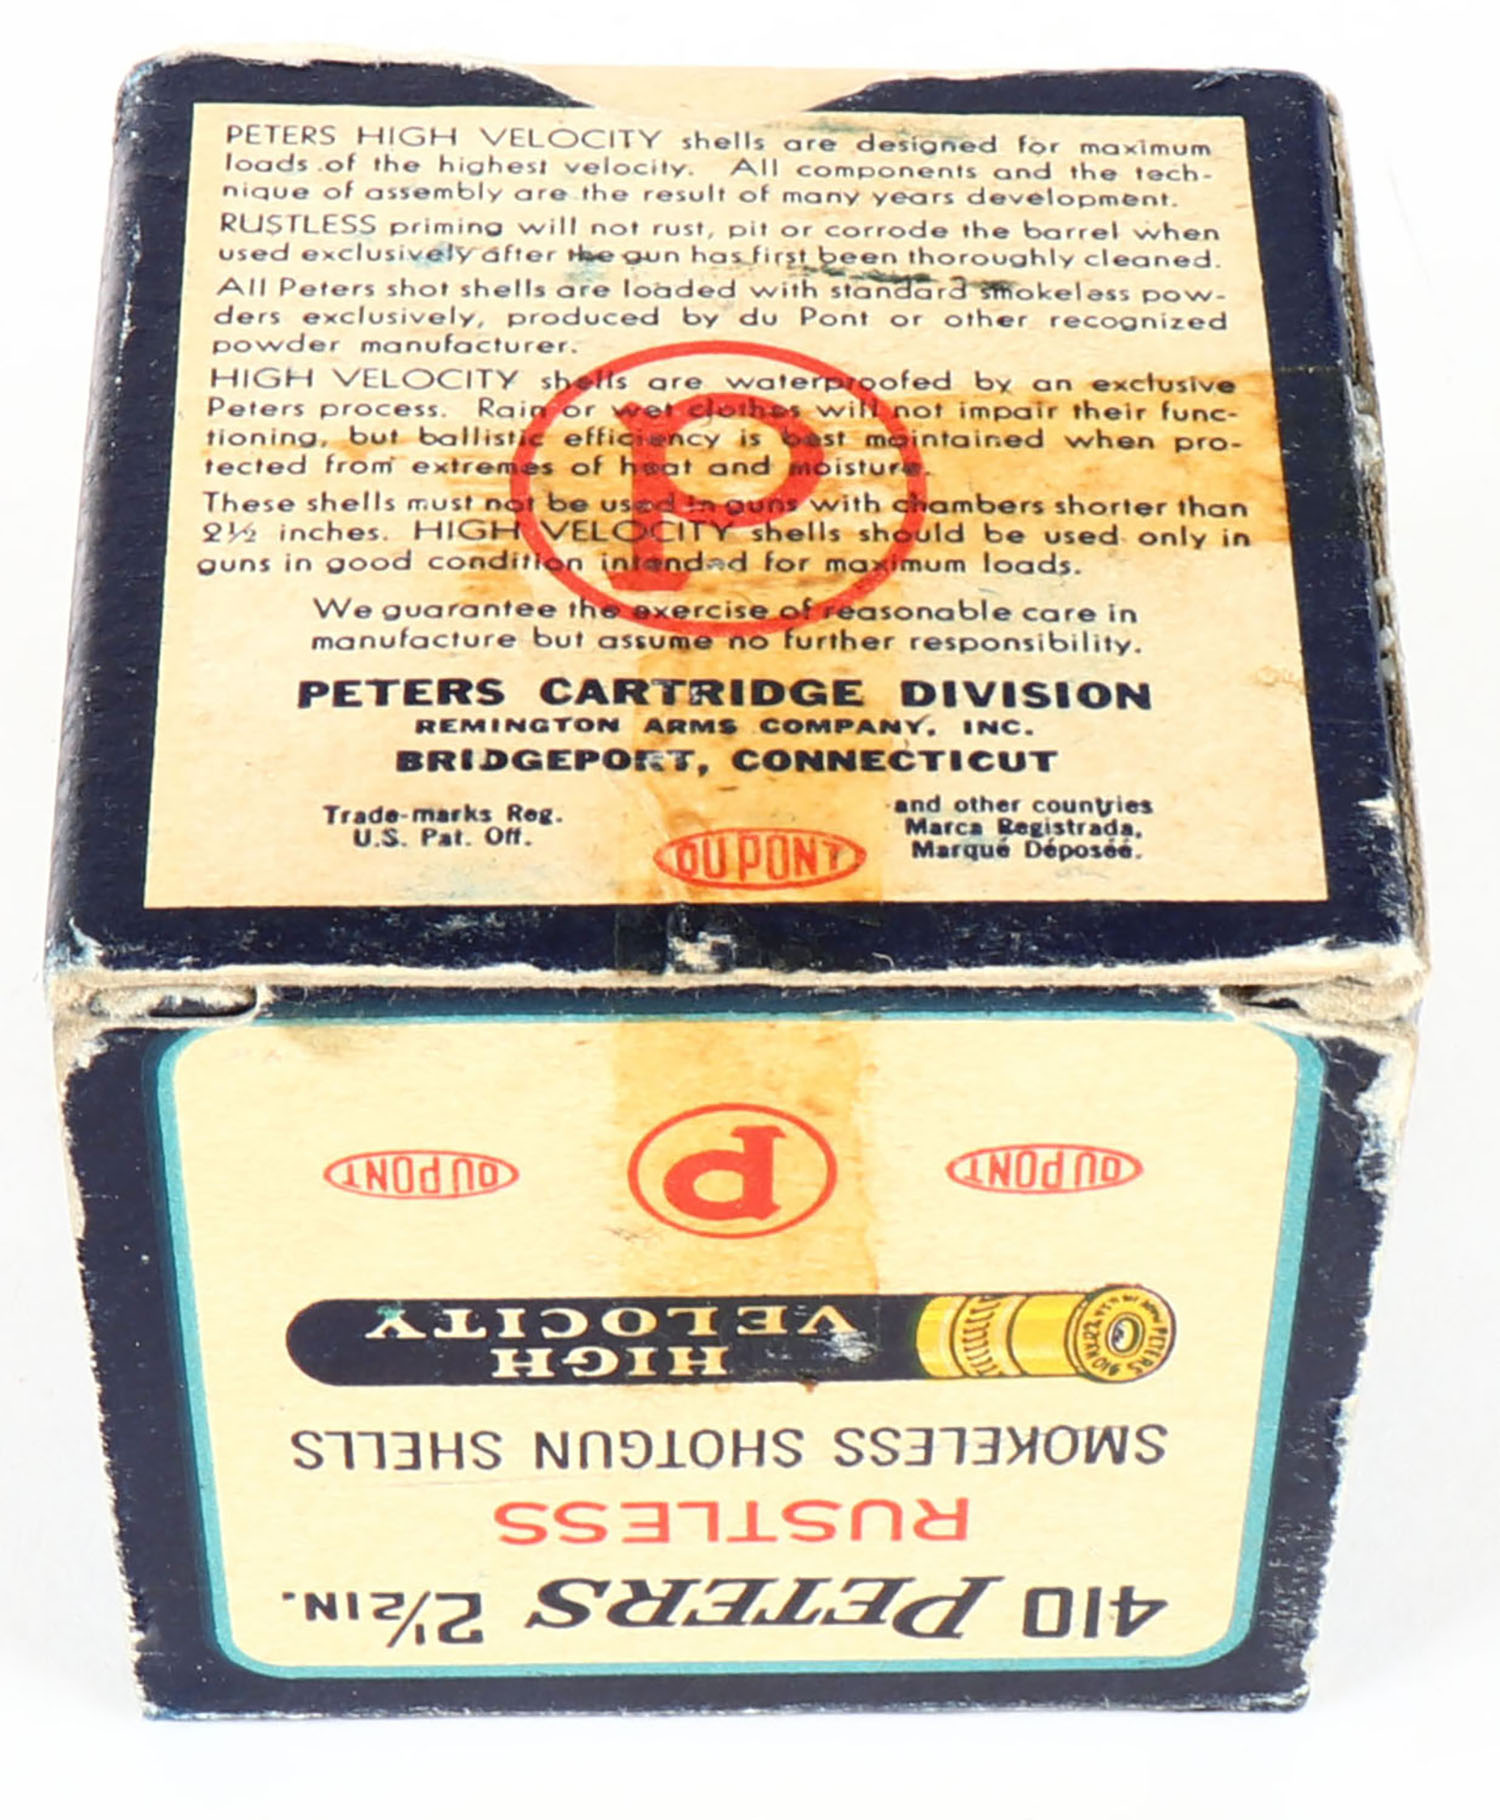 PETERS HIGH VELOCITY shells are designed for maximum
loads of the highest velocity. All components and the tech-
nique of assembly are the result of many years development.
RUSTLESS priming will not rust, pit or corrode the barrel when
used exclusively after the gun has first been thoroughly cleaned.
All Peters shot shells are loaded with standard smokeless pow-
ders exclusively, produced by du Pont or other recognized
powder manufacturer.
HIGH VELOCITY shells are waterproofed by an exclusive
Peters process. Rain or wet clothes will not impair their func-
tioning, but ballistic efficiency is best maintained when pro-
tected from extremes of heat and moisture.
These shells must not be used in guns with chambers shorter than
2½ inches. HIGH VELOCITY shells should be used only in
guns in good condition intended for maximum loads.
We guarantee the exercise of reasonable care in
manufacture but assume no further responsibility.
P
PETERS CARTRIDGE DIVISION
REMINGTON ARMS COMPANY, INC.
BRIDGEPORT, CONNECTICUT
Trade-marks Reg.
U.S. Pat. Off.
DU PONT
and other countries
Marca Registrada,
Marqué Déposée.
410 PETERS 2½ IN.
RUSTLESS
SMOKELESS SHOTGUN SHELLS
HIGH
VELOCITY
PETERS
410
DU PONT
P
DU PONT